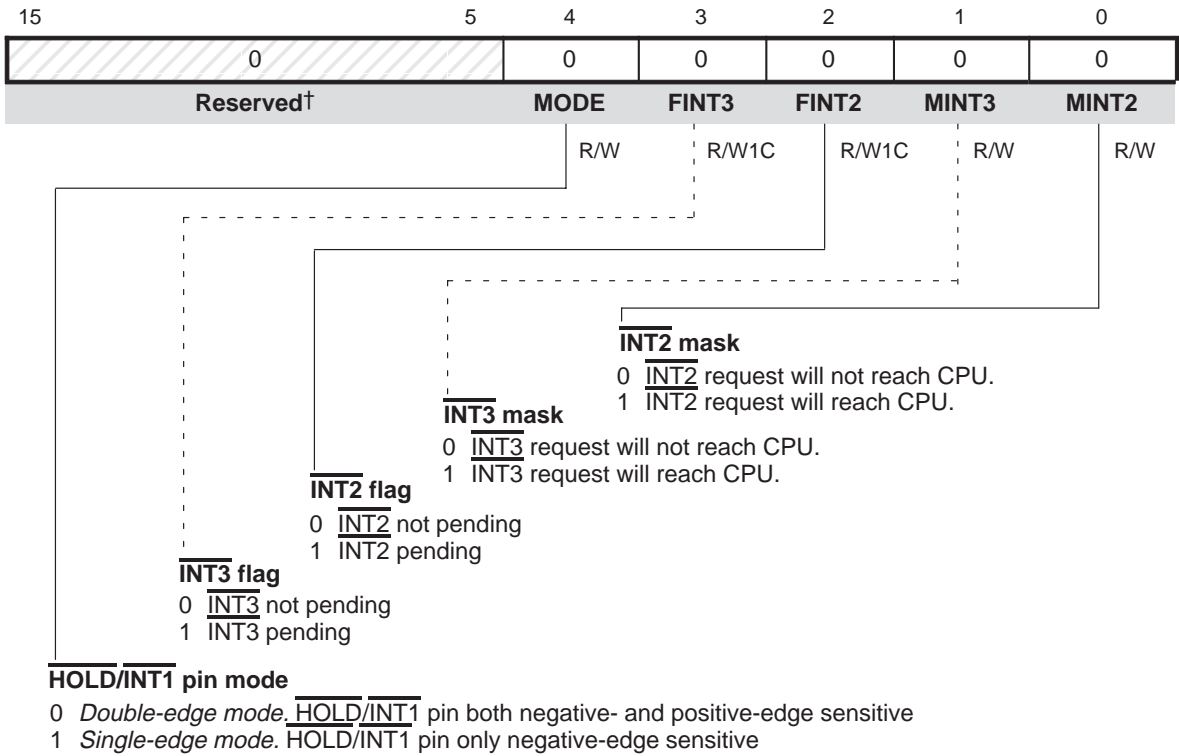 15 5 4 3 2 1 0
0 0 0 0 0 0
Reserved† MODE FINT3 FINT2 MINT3 MINT2
R/W R/W1C R/W1C R/W R/W
INT2 mask
0 INT2 request will not reach CPU.
1 INT2 request will reach CPU.
INT3 mask
0 INT3 request will not reach CPU.
1 INT3 request will reach CPU.
INT2 flag
0 INT2 not pending
1 INT2 pending
INT3 flag
0 INT3 not pending
1 INT3 pending
HOLD/INT1 pin mode
0 Double-edge mode. HOLD/INT1 pin both negative- and positive-edge sensitive
1 Single-edge mode. HOLD/INT1 pin only negative-edge sensitive